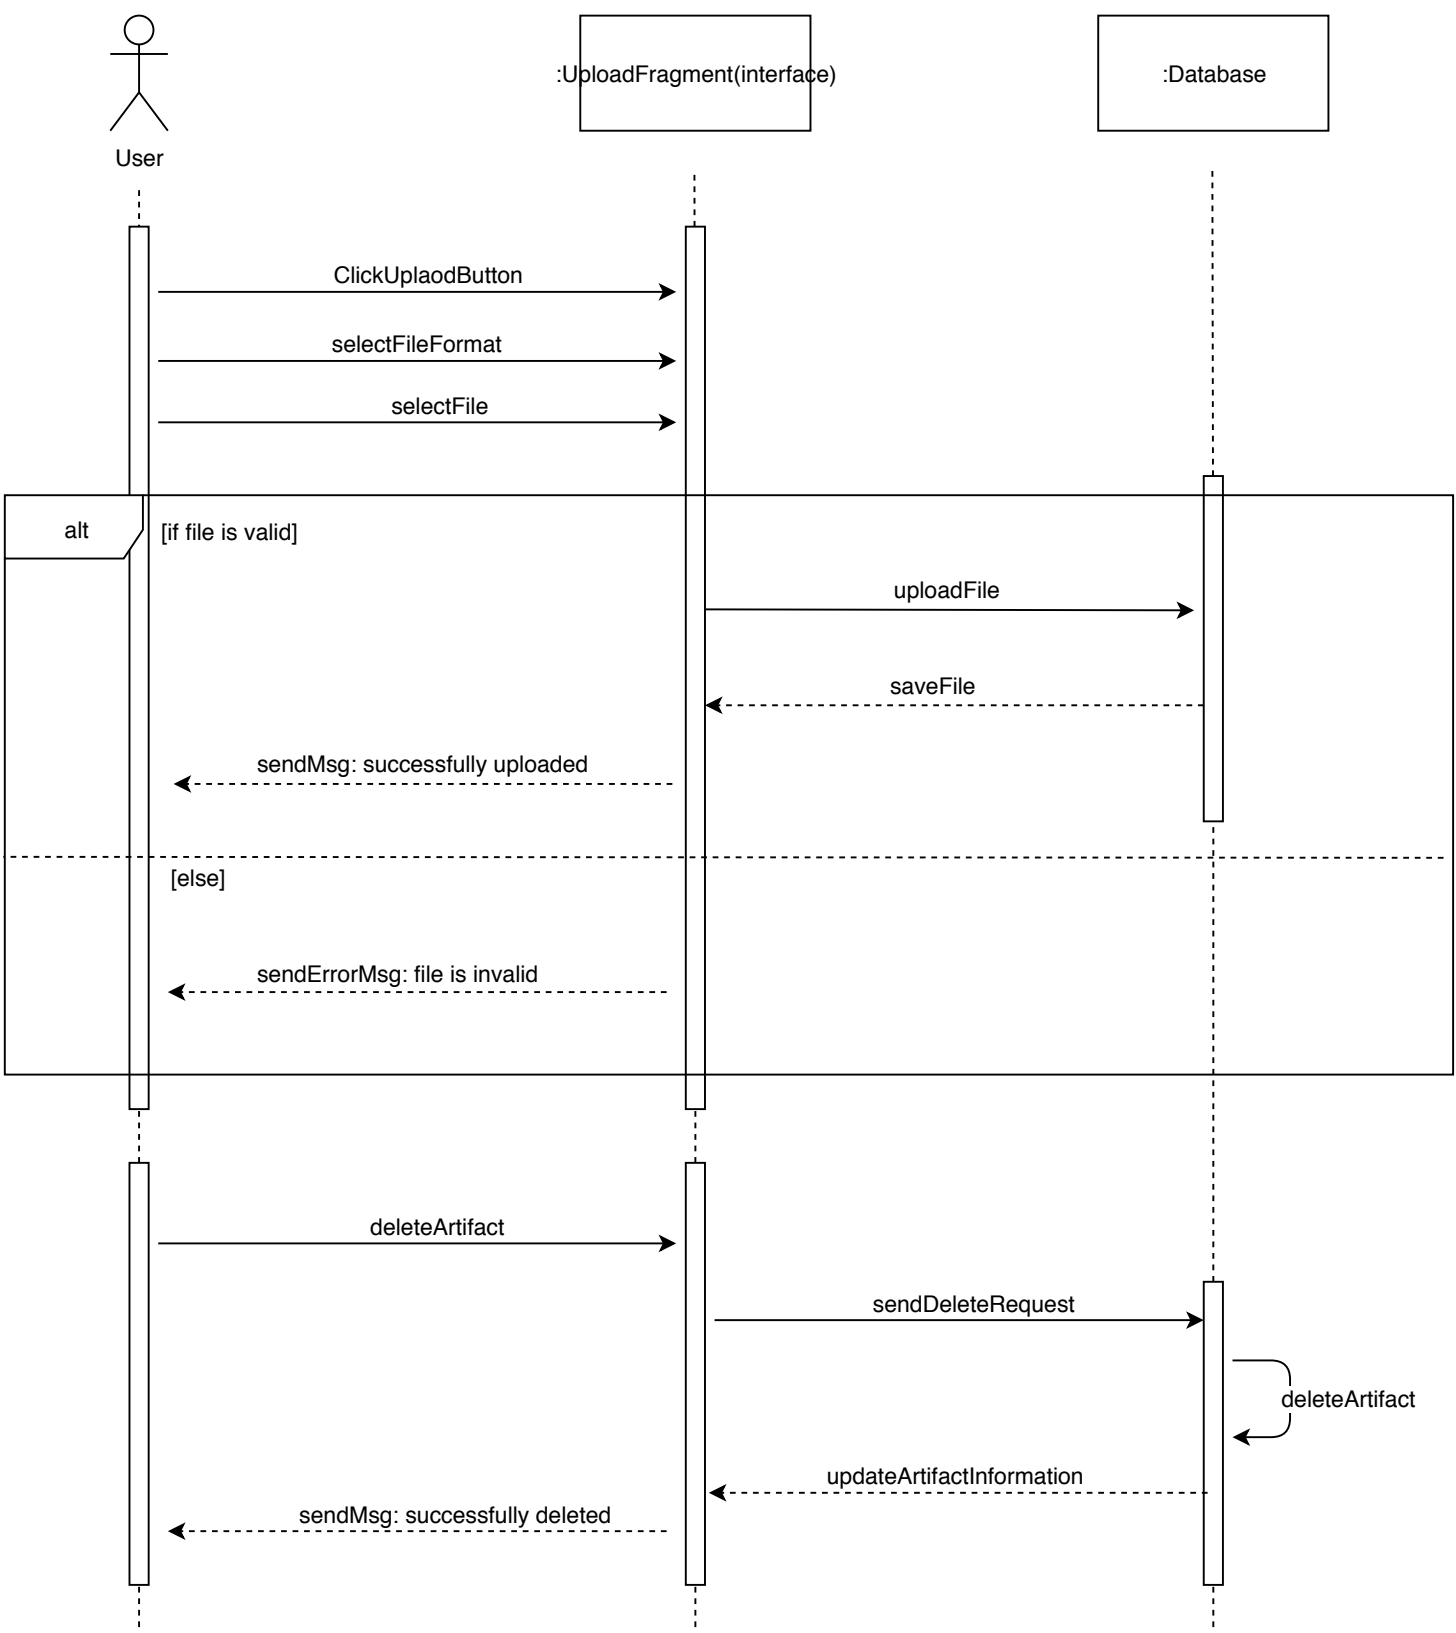 :UploadFragment(interface)
:Database
User
ClickUplaodButton
selectFileFormat
selectFile
alt
[if file is valid]
uploadFile
saveFile
sendMsg: successfully uploaded
[else]
sendErrorMsg: file is invalid
deleteArtifact
sendDeleteRequest
deleteArtifact
updateArtifactInformation
sendMsg: successfully deleted